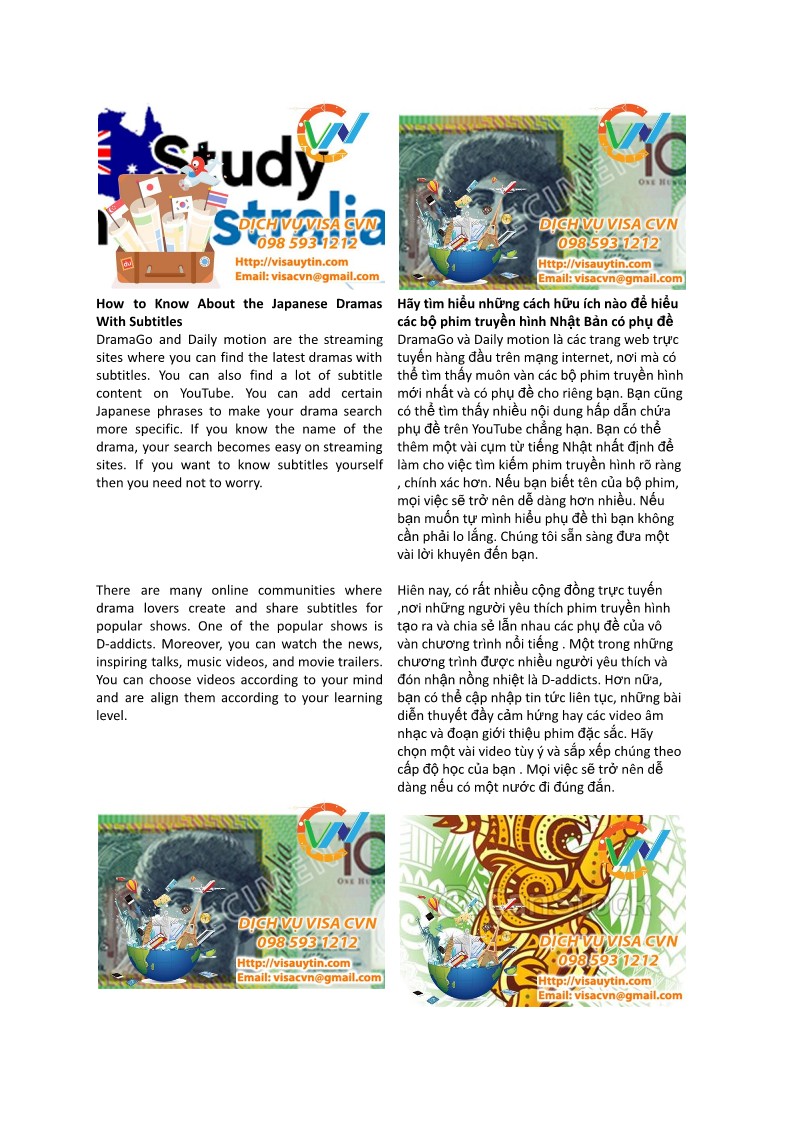 Study
Australia
DỊCH VỤ VISA CVN
098 593 1212
Http://visauytin.com
Email: visacvn@gmail.com
SPECIMEN
10
ONE HUND
DỊCH VỤ VISA CVN
098 593 1212
Http://visauytin.com
Email: visacvn@gmail.com
How to Know About the Japanese Dramas
With Subtitles
DramaGo and Daily motion are the streaming
sites where you can find the latest dramas with
subtitles. You can also find a lot of subtitle
content on YouTube. You can add certain
Japanese phrases to make your drama search
more specific. If you know the name of the
drama, your search becomes easy on streaming
sites. If you want to know subtitles yourself
then you need not to worry.
Hãy tìm hiểu những cách hữu ích nào để hiểu
các bộ phim truyền hình Nhật Bản có phụ đề
DramaGo và Daily motion là các trang web trực
tuyến hàng đầu trên mạng internet, nơi mà có
thể tìm thấy muôn vàn các bộ phim truyền hình
mới nhất và có phụ đề cho riêng bạn. Bạn cũng
có thể tìm thấy nhiều nội dung hấp dẫn chứa
phụ đề trên YouTube chẳng hạn. Bạn có thể
thêm một vài cụm từ tiếng Nhật nhất định để
làm cho việc tìm kiếm phim truyền hình rõ ràng
, chính xác hơn. Nếu bạn biết tên của bộ phim,
mọi việc sẽ trở nên dễ dàng hơn nhiều. Nếu
bạn muốn tự mình hiểu phụ đề thì bạn không
cần phải lo lắng. Chúng tôi sẵn sàng đưa một
vài lời khuyên đến bạn.
There are many online communities where
drama lovers create and share subtitles for
popular shows. One of the popular shows is
D-addicts. Moreover, you can watch the news,
inspiring talks, music videos, and movie trailers.
You can choose videos according to your mind
and are align them according to your learning
level.
Hiên nay, có rất nhiều cộng đồng trực tuyến
,nơi những người yêu thích phim truyền hình
tạo ra và chia sẻ lẫn nhau các phụ đề của vô
vàn chương trình nổi tiếng . Một trong những
chương trình được nhiều người yêu thích và
đón nhận nồng nhiệt là D-addicts. Hơn nữa,
bạn có thể cập nhập tin tức liên tục, những bài
diễn thuyết đầy cảm hứng hay các video âm
nhạc và đoạn giới thiệu phim đặc sắc. Hãy
chọn một vài video tùy ý và sắp xếp chúng theo
cấp độ học của bạn . Mọi việc sẽ trở nên dễ
dàng nếu có một nước đi đúng đắn.
DỊCH VỤ VISA CVN
098 593 1212
Http://visauytin.com
Email: visacvn@gmail.com
DỊCH VỤ VISA CVN
098 593 1212
Http://visauytin.com
Email: visacvn@gmail.com